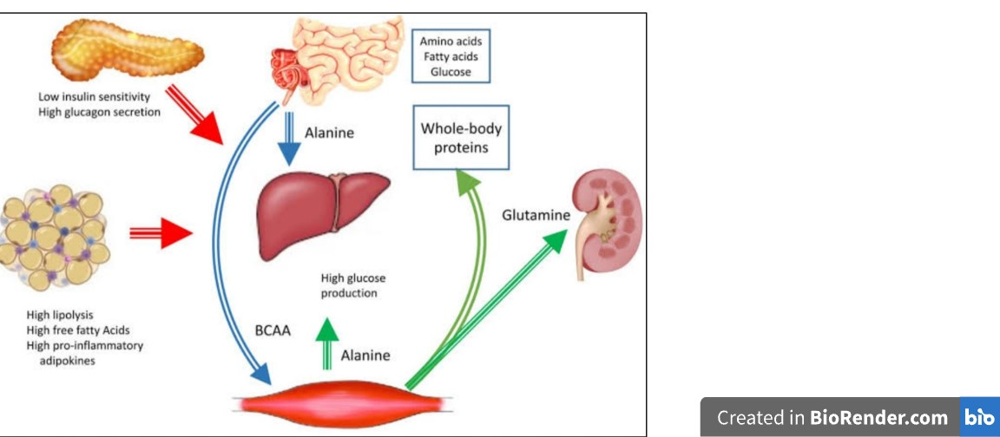 Amino acids
Fatty acids
Glucose
Low insulin sensitivity
High glucagon secretion
Alanine
Whole-body
proteins
Glutamine
High glucose
production
High lipolysis
High free fatty Acids
High pro-inflammatory
adipokines
BCAA
Alanine
Created in BioRender.com bio